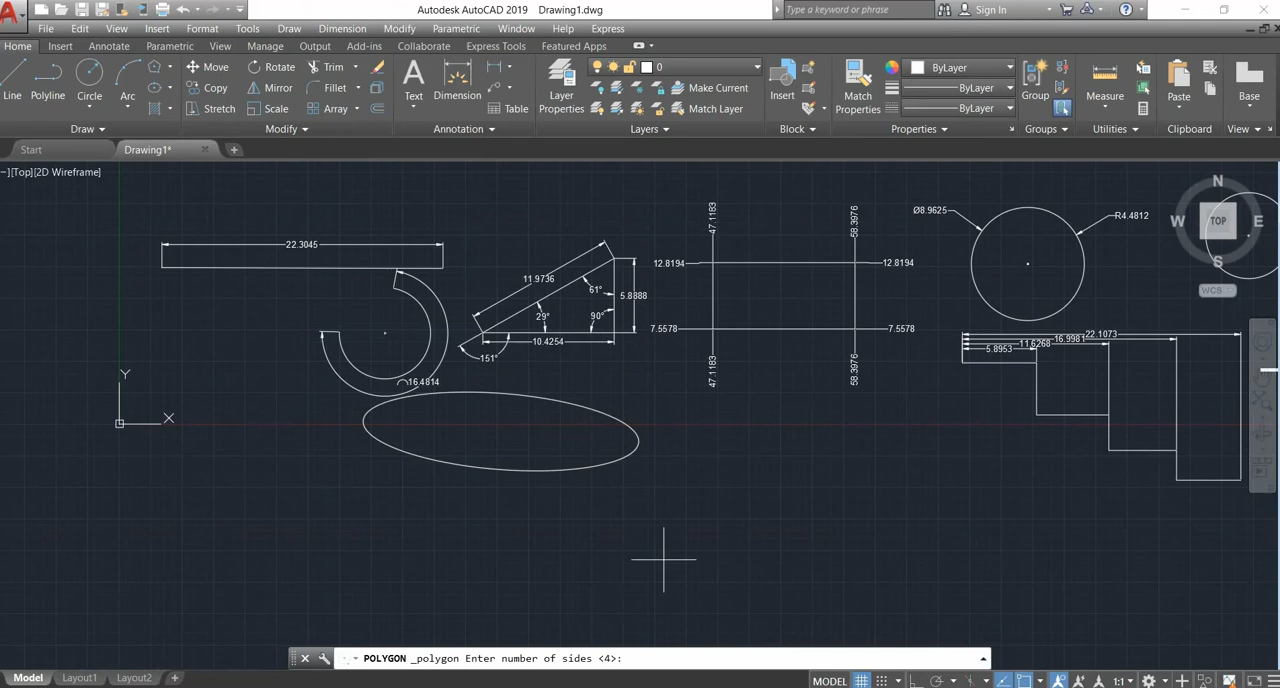 Autodesk AutoCAD 2019 Drawing1.dwg
Type a keyword or phrase
Sign In
File Edit View Insert Format Tools Draw Dimension Modify Parametric Window Help Express
Home Insert Annotate Parametric View Manage Output Add-ins Collaborate Express Tools Featured Apps
Line Polyline Circle Arc
Move Rotate Trim
Copy Mirror Fillet
Stretch Scale Array
Text Dimension Table
Layer Properties
0
Make Current
Match Layer
Insert
Match Properties
ByLayer
ByLayer
ByLayer
Group
Measure
Paste
Base
Draw Modify Annotation Layers Block Properties Groups Utilities Clipboard View
Start Drawing1*
-][Top][2D Wireframe]
N
W TOP E
S
WCS
22.3045
16.4814
11.9736
61°
5.8888
29°
90°
10.4254
151°
47.1183
58.3976
12.8194 12.8194
7.5578 7.5578
47.1183
58.3976
Ø8.9625
R4.4812
22.1073
16.9981
11.6268
5.8953
Y
X
POLYGON _polygon Enter number of sides <4>:
Model Layout1 Layout2
MODEL
1:1